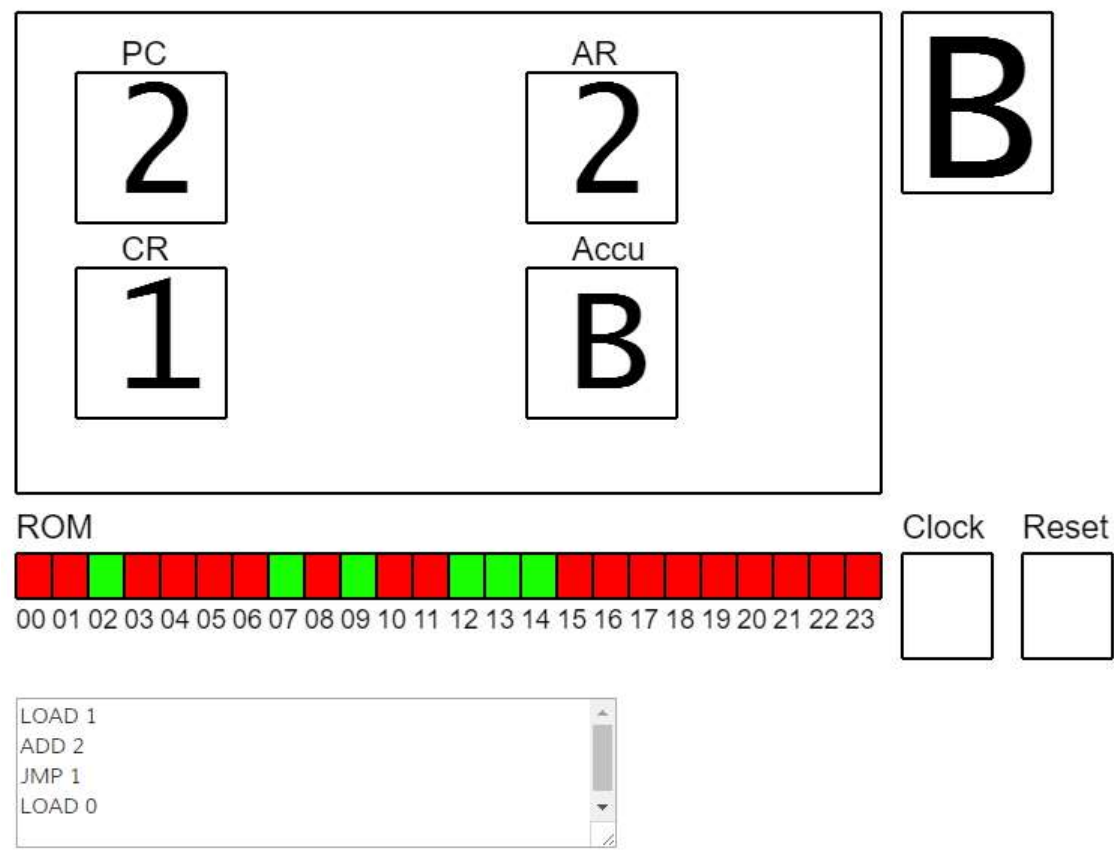 PC AR B
2 2
CR Accu
1 B
ROM Clock Reset
00 01 02 03 04 05 06 07 08 09 10 11 12 13 14 15 16 17 18 19 20 21 22 23
LOAD 1
ADD 2
JMP 1
LOAD 0